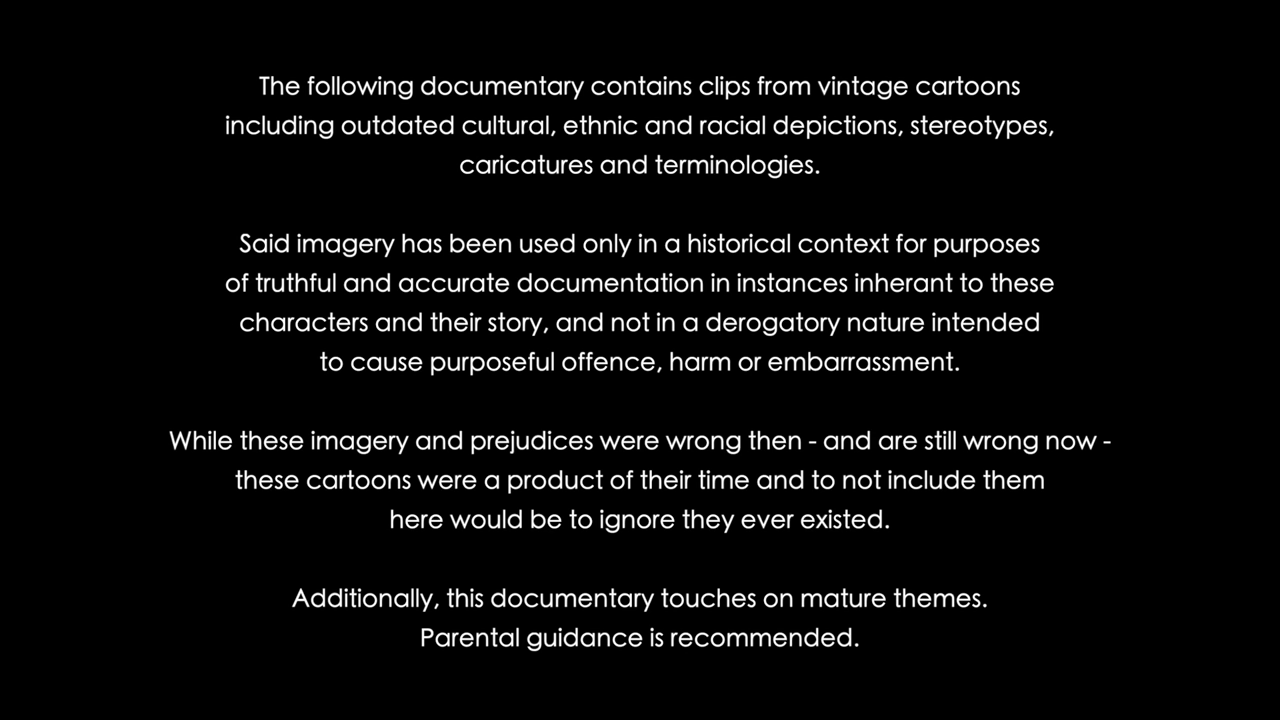 The following documentary contains clips from vintage cartoons
including outdated cultural, ethnic and racial depictions, stereotypes,
caricatures and terminologies.
Said imagery has been used only in a historical context for purposes
of truthful and accurate documentation in instances inherant to these
characters and their story, and not in a derogatory nature intended
to cause purposeful offence, harm or embarrassment.
While these imagery and prejudices were wrong then - and are still wrong now -
these cartoons were a product of their time and to not include them
here would be to ignore they ever existed.
Additionally, this documentary touches on mature themes.
Parental guidance is recommended.